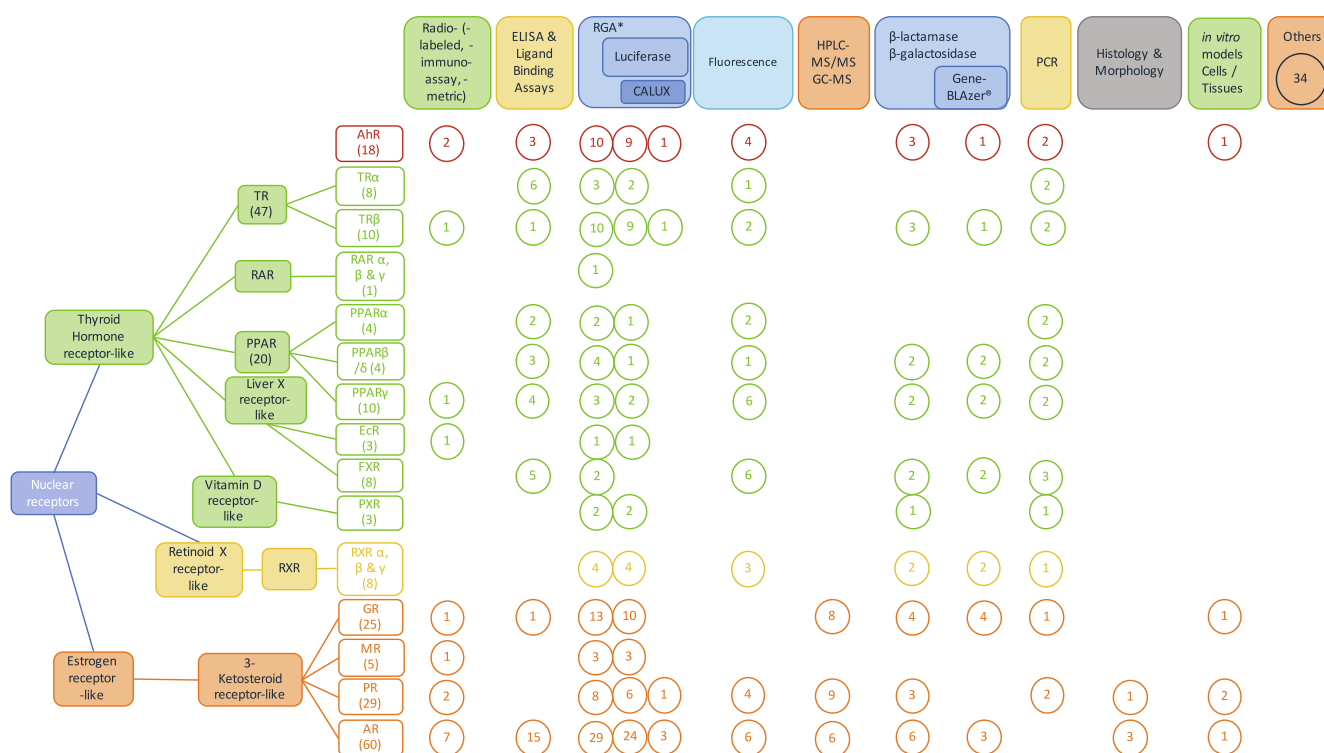 Radio- (-
labeled, -
immuno-
assay, -
metric)
ELISA &
Ligand
Binding
Assays
RGA*
Luciferase
CALUX
Fluorescence
HPLC-
MS/MS
GC-MS
β-lactamase
β-galactosidase
Gene-
BLAzer®
PCR
Histology &
Morphology
in vitro
models
Cells /
Tissues
Others
34
AhR
(18)
2 3 10 9 1 4 3 1 2 1
TR
(47)
TRα
(8)
6 3 2 1 2
TRβ
(10)
1 1 10 9 1 2 3 1 2
RAR
RAR α,
β & γ
(1)
1
Thyroid
Hormone
receptor-like
PPAR
(20)
PPARα
(4)
2 2 1 2 2
PPARβ
/δ (4)
3 4 1 1 2 2 2
PPARγ
(10)
1 4 3 2 6 2 2 2
Liver X
receptor-
like
EcR
(3)
1 1 1
FXR
(8)
5 2 6 2 2 3
Nuclear
receptors
Vitamin D
receptor-
like
PXR
(3)
2 2 1 1
Retinoid X
receptor-
like
RXR
RXR α,
β & γ
(8)
4 4 3 2 2 1
GR
(25)
1 1 13 10 8 4 4 1 1
MR
(5)
1 3 3
Estrogen
receptor
-like
3-
Ketosteroid
receptor-like
PR
(29)
2 8 6 1 4 9 3 2 1 2
AR
(60)
7 15 29 24 3 6 6 6 3 3 1